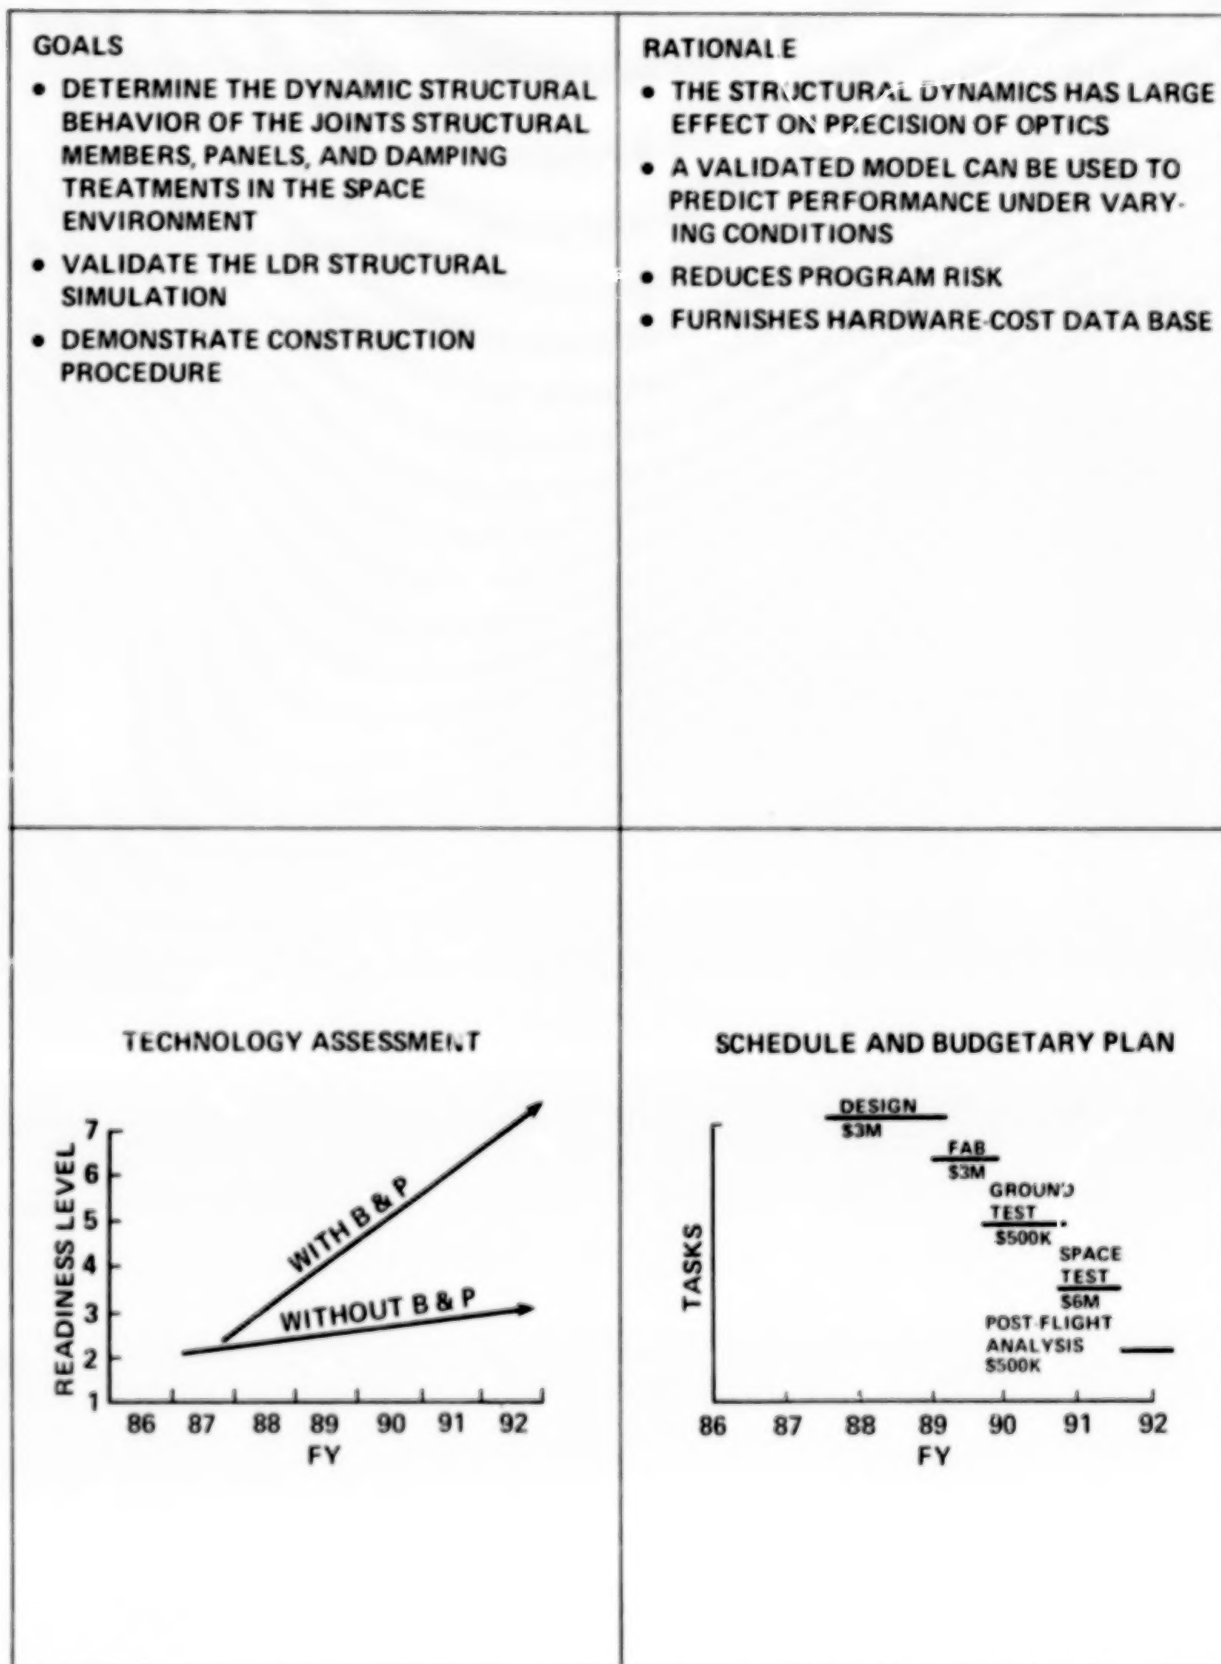 GOALS
• DETERMINE THE DYNAMIC STRUCTURAL
BEHAVIOR OF THE JOINTS STRUCTURAL
MEMBERS, PANELS, AND DAMPING
TREATMENTS IN THE SPACE
ENVIRONMENT
• VALIDATE THE LDR STRUCTURAL
SIMULATION
• DEMONSTRATE CONSTRUCTION
PROCEDURE
RATIONALE
• THE STRUCTURAL DYNAMICS HAS LARGE
EFFECT ON PRECISION OF OPTICS
• A VALIDATED MODEL CAN BE USED TO
PREDICT PERFORMANCE UNDER VARY-
ING CONDITIONS
• REDUCES PROGRAM RISK
• FURNISHES HARDWARE-COST DATA BASE
TECHNOLOGY ASSESSMENT
READINESS LEVEL
7
6
5
4
3
2
1
WITH B & P
WITHOUT B & P
86 87 88 89 90 91 92
FY
SCHEDULE AND BUDGETARY PLAN
TASKS
DESIGN
$3M
FAB
$3M
GROUND
TEST
$500K
SPACE
TEST
$6M
POST-FLIGHT
ANALYSIS
$500K
86 87 88 89 90 91 92
FY